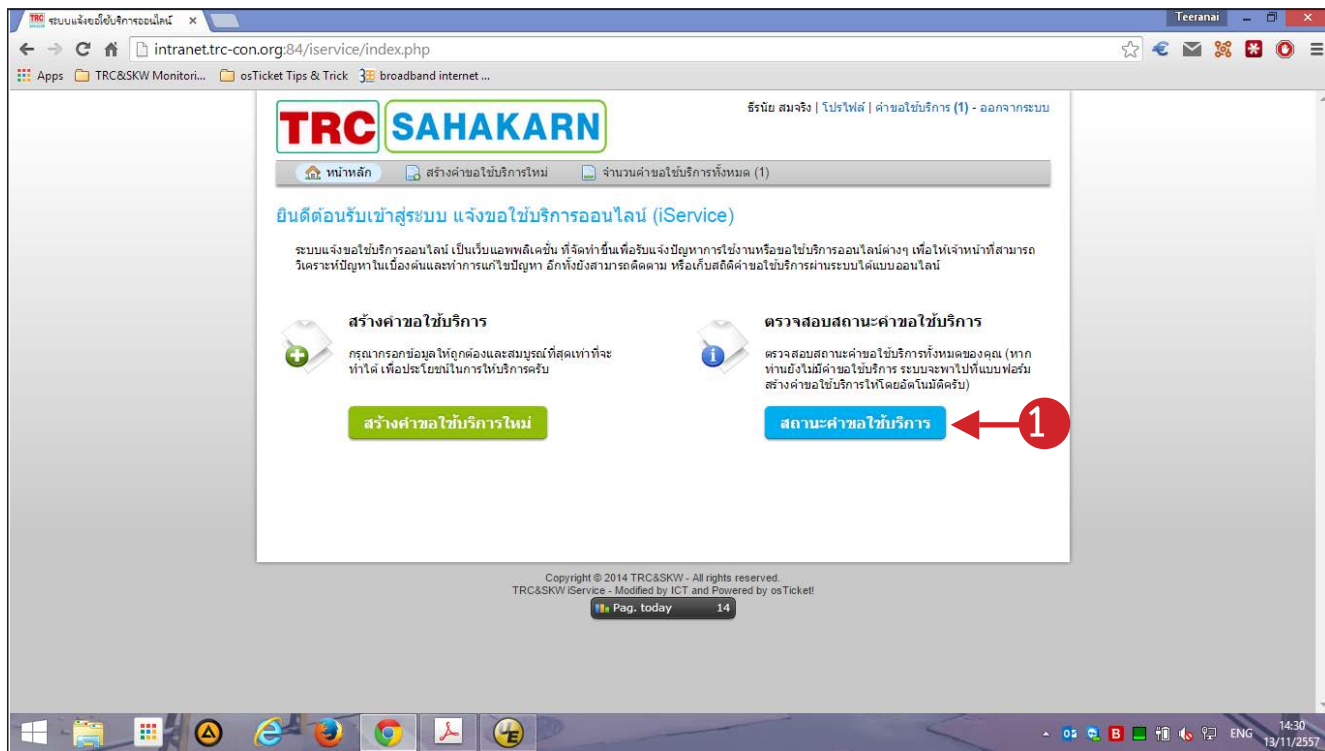 TRC ระบบแจ้งขอใช้บริการออนไลน์ ×
Teeranai
intranet.trc-con.org:84/iservice/index.php
Apps TRC&SKW Monitori... osTicket Tips & Trick broadband internet ...
TRC SAHAKARN
ธีรนัย สมจริง | โปรไฟล์ | คำขอใช้บริการ (1) - ออกจากระบบ
หน้าหลัก สร้างคำขอใช้บริการใหม่ จำนวนคำขอใช้บริการทั้งหมด (1)
ยินดีต้อนรับเข้าสู่ระบบ แจ้งขอใช้บริการออนไลน์ (iService)
ระบบแจ้งขอใช้บริการออนไลน์ เป็นเว็บแอพพลิเคชั่น ที่จัดทำขึ้นเพื่อรับแจ้งปัญหาการใช้งานหรือขอใช้บริการออนไลน์ต่างๆ เพื่อให้เจ้าหน้าที่สามารถ
วิเคราะห์ปัญหาในเบื้องต้นและทำการแก้ไขปัญหา อีกทั้งยังสามารถติดตาม หรือเก็บสถิติคำขอใช้บริการผ่านระบบได้แบบออนไลน์
สร้างคำขอใช้บริการ
กรุณากรอกข้อมูลให้ถูกต้องและสมบูรณ์ที่สุดเท่าที่จะ
ทำได้ เพื่อประโยชน์ในการให้บริการครับ
สร้างคำขอใช้บริการใหม่
ตรวจสอบสถานะคำขอใช้บริการ
ตรวจสอบสถานะคำขอใช้บริการทั้งหมดของคุณ (หาก
ท่านยังไม่มีคำขอใช้บริการ ระบบจะพาไปที่แบบฟอร์ม
สร้างคำขอใช้บริการให้โดยอัตโนมัติครับ)
สถานะคำขอใช้บริการ
1
Copyright © 2014 TRC&SKW - All rights reserved.
TRC&SKW iService - Modified by ICT and Powered by osTicket!
Pag. today 14
ENG
14:30
13/11/2557